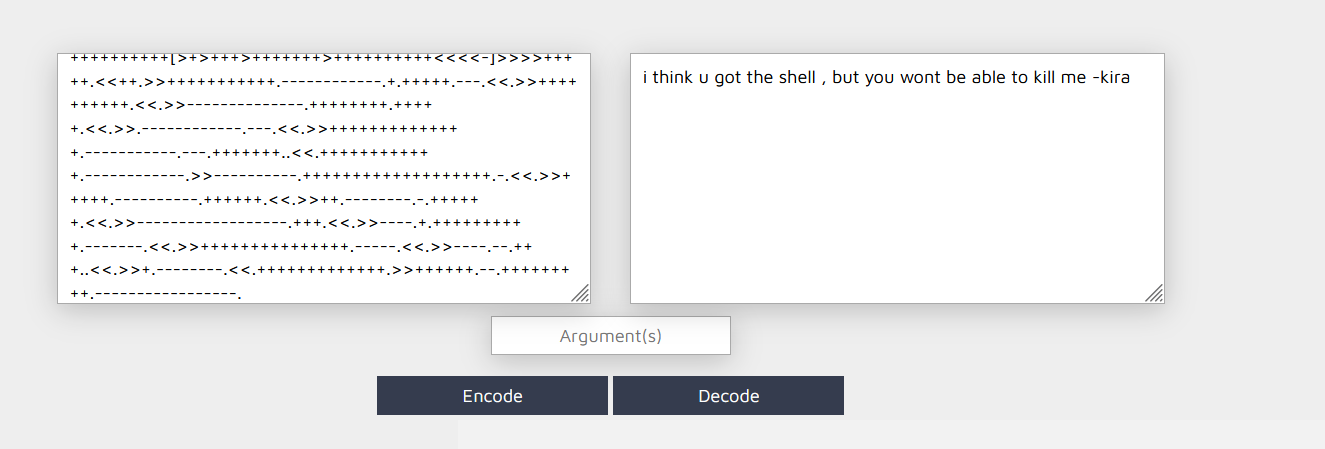 ++++++++++[>+>+++>+++++++>++++++++++<<<<-]>>>>+++
++.<<++.>>+++++++++++.------------.+.+++++.---.<<.>>++++
++++++.<<.>>--------------.++++++++.++++
+.<<.>>.------------.---.<<.>>+++++++++++++
+.-----------.---.+++++++..<<.+++++++++++
+.------------.>>----------.+++++++++++++++++++.-.<<.>>+
++++.----------.++++++.<<.>>++.--------.-.+++++
+.<<.>>------------------.+++.<<.>>----.+.+++++++++
+.-------.<<.>>+++++++++++++++.-----.<<.>>----.--.++
+..<<.>>+.--------.<<.+++++++++++++.>>++++++.--.+++++++
++.-----------------.
i think u got the shell , but you wont be able to kill me -kira
Argument(s)
Encode
Decode